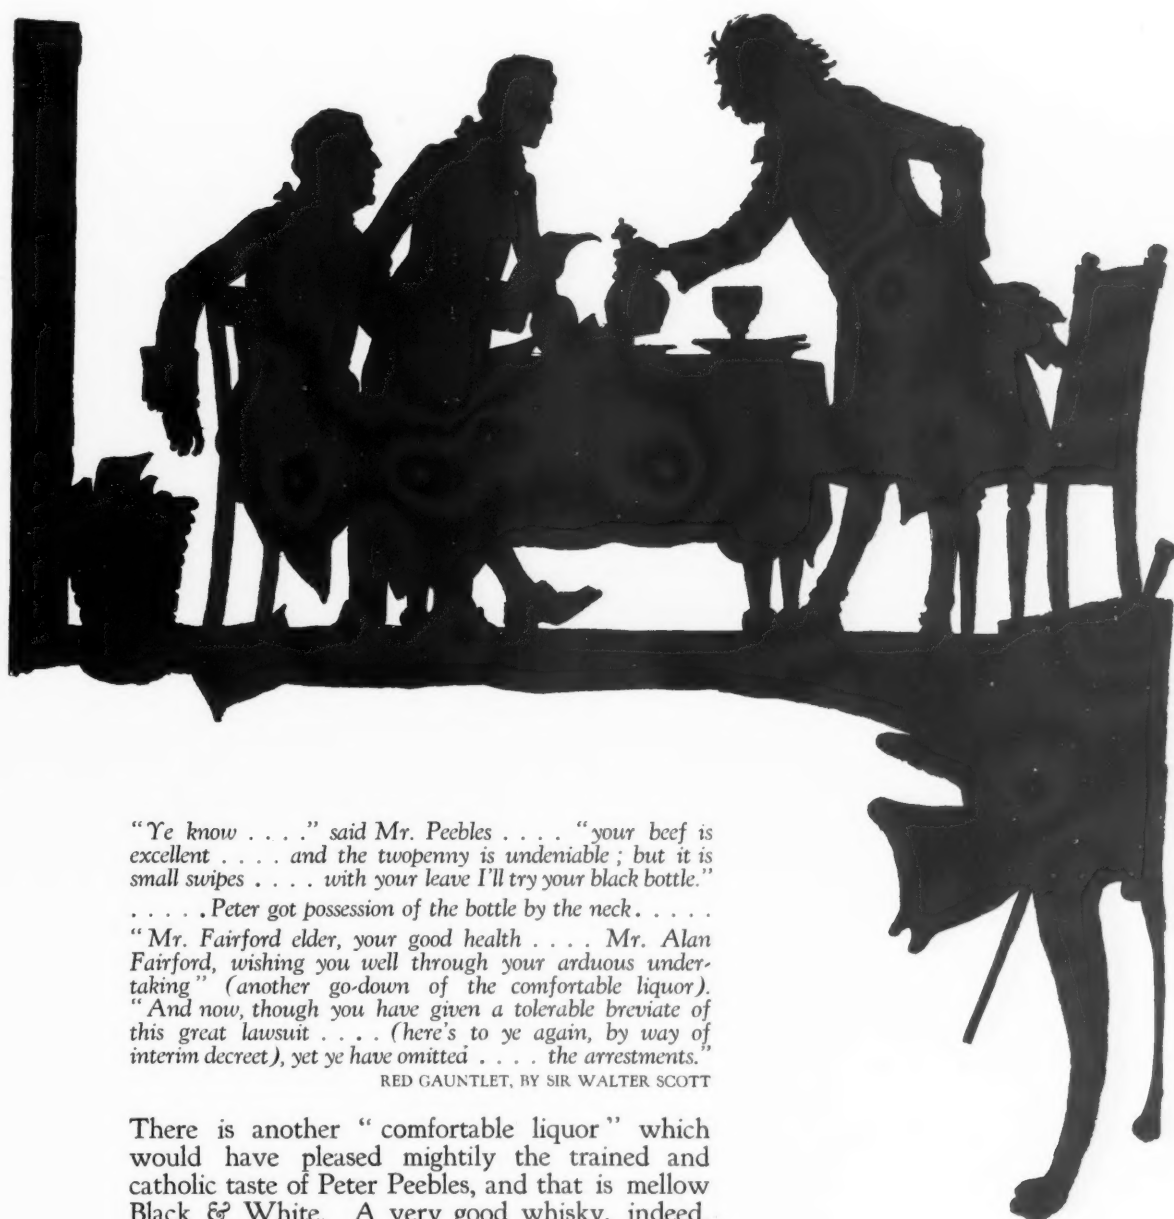 “Ye know . . . .” said Mr. Peebles . . . . “your beef is
excellent . . . . and the twopenny is undeniable ; but it is
small swipes . . . . with your leave I'll try your black bottle.”
. . . . . Peter got possession of the bottle by the neck. . . . .
“Mr. Fairford elder, your good health . . . . Mr. Alan
Fairford, wishing you well through your arduous under-
taking” (another go-down of the comfortable liquor).
“And now, though you have given a tolerable breviate of
this great lawsuit . . . . (here's to ye again, by way of
interim decreet), yet ye have omitted . . . . the arrestments.”
RED GAUNTLET, BY SIR WALTER SCOTT
There is another “comfortable liquor” which
would have pleased mightily the trained and
catholic taste of Peter Peebles, and that is mellow
Black & White. A very good whisky, indeed.